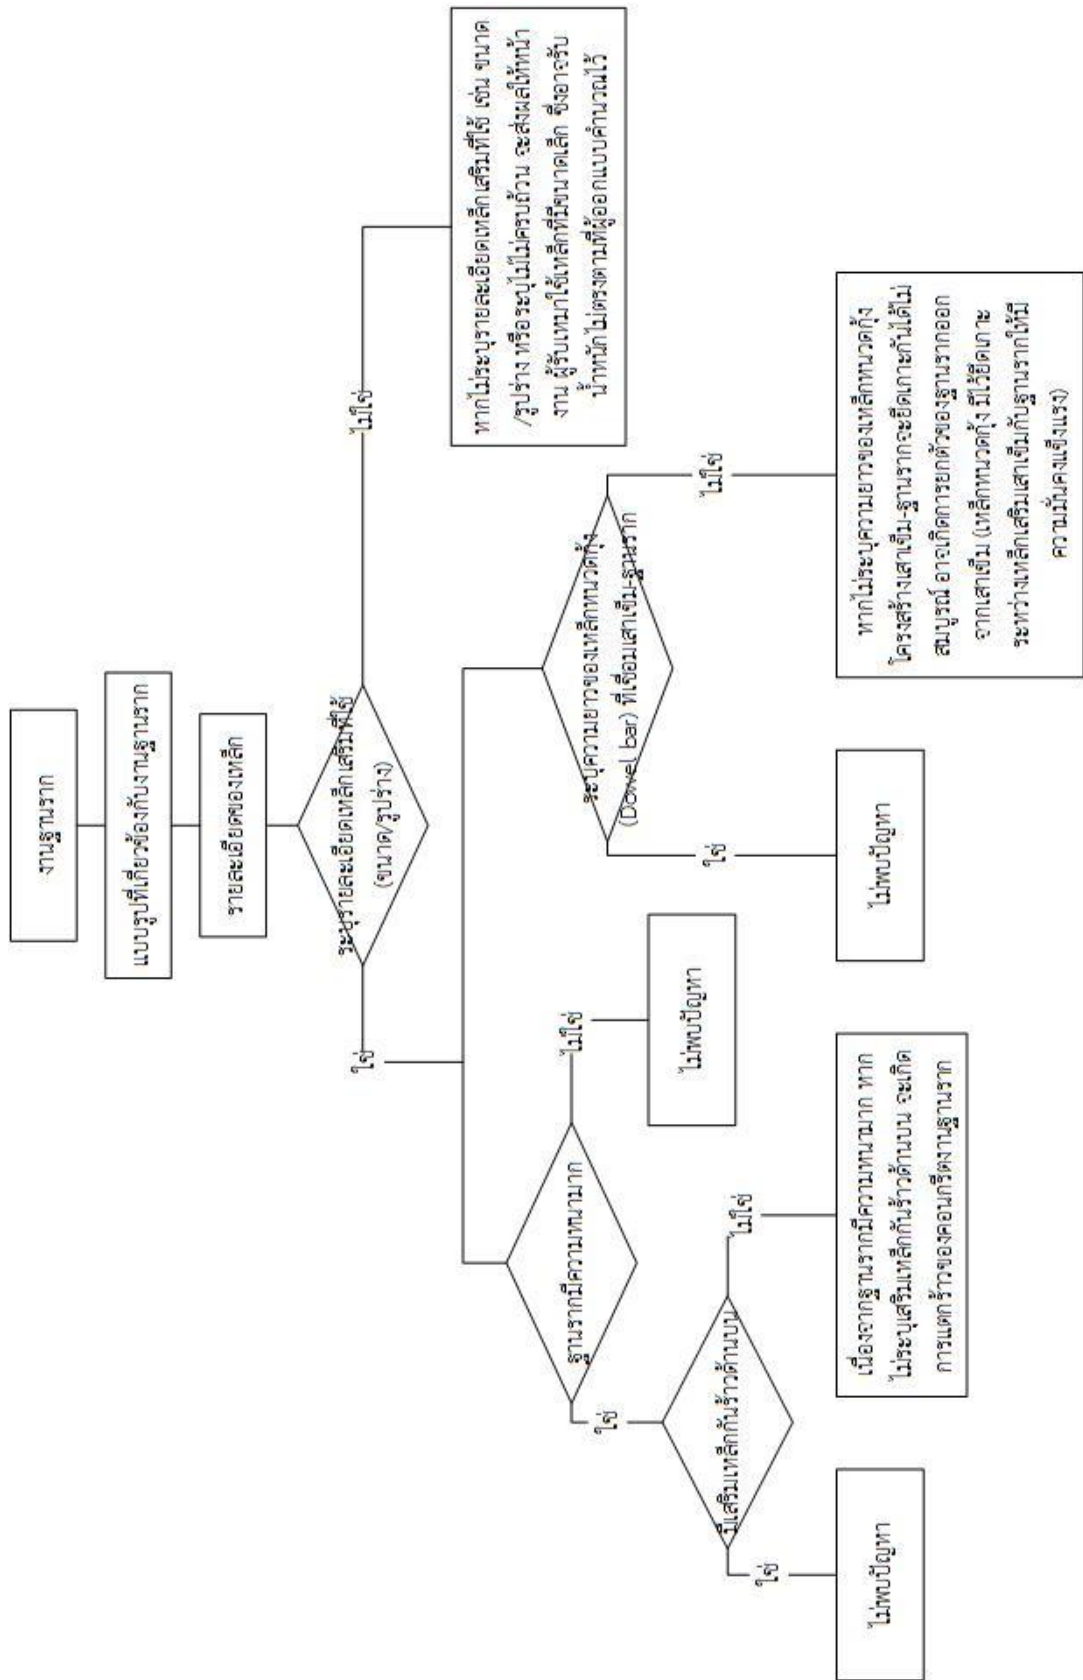 งานฐานราก
แบบรูปที่เกี่ยวข้องกับงานฐานราก
รายละเอียดของเหล็ก
ระบุรายละเอียดเหล็กเสริมที่ใช้
(ขนาด/รูปร่าง)
ใช่
ไม่ใช่
หากไม่ระบุรายละเอียดเหล็กเสริมที่ใช้ เช่น ขนาด
/รูปร่าง หรือระบุไม่ไม่ครบถ้วน จะส่งผลให้หน้า
งาน ผู้รับเหมาใช้เหล็กที่มีขนาดเล็ก ซึ่งอาจรับ
น้ำหนักไม่ตรงตามที่ผู้ออกแบบคำนวณไว้
ฐานรากมีความหนามาก
ใช่
ไม่ใช่
ไม่พบปัญหา
ระบุความยาวของเหล็กหนวดกุ้ง
(Dowel bar) ที่เชื่อมเสาเข็ม-ฐานราก
ใช่
ไม่ใช่
มีเสริมเหล็กกันร้าวด้านบน
ใช่
ไม่ใช่
ไม่พบปัญหา
เนื่องจากฐานรากมีความหนามาก หาก
ไม่ระบุเสริมเหล็กกันร้าวด้านบน จะเกิด
การแตกร้าวของคอนกรีตงานฐานราก
ไม่พบปัญหา
หากไม่ระบุความยาวของเหล็กหนวดกุ้ง
โครงสร้างเสาเข็ม-ฐานรากจะยึดเกาะกันได้ไม่
สมบูรณ์ อาจเกิดการยกตัวของฐานรากออก
จากเสาเข็ม (เหล็กหนวดกุ้ง มีไว้ยึดเกาะ
ระหว่างเหล็กเสริมเสาเข็มกับฐานรากให้มี
ความมั่นคงแข็งแรง)